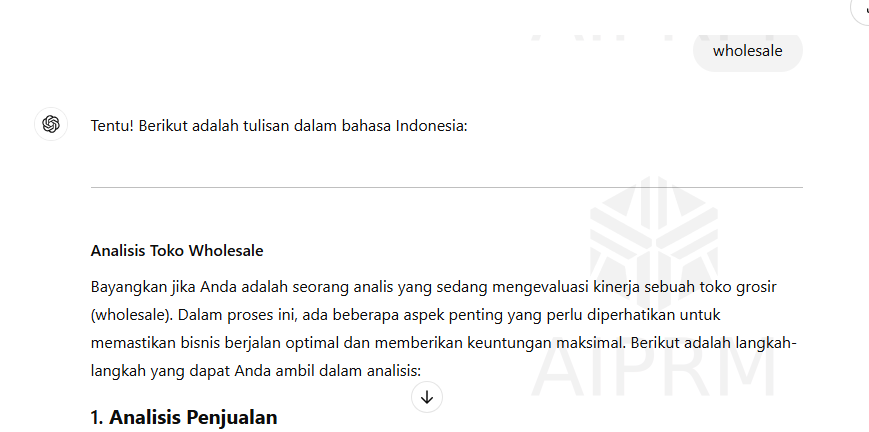 wholesale
Tentu! Berikut adalah tulisan dalam bahasa Indonesia:
Analisis Toko Wholesale
Bayangkan jika Anda adalah seorang analis yang sedang mengevaluasi kinerja sebuah toko grosir
(wholesale). Dalam proses ini, ada beberapa aspek penting yang perlu diperhatikan untuk
memastikan bisnis berjalan optimal dan memberikan keuntungan maksimal. Berikut adalah langkah-
langkah yang dapat Anda ambil dalam analisis:
AIPRM
1. Analisis Penjualan